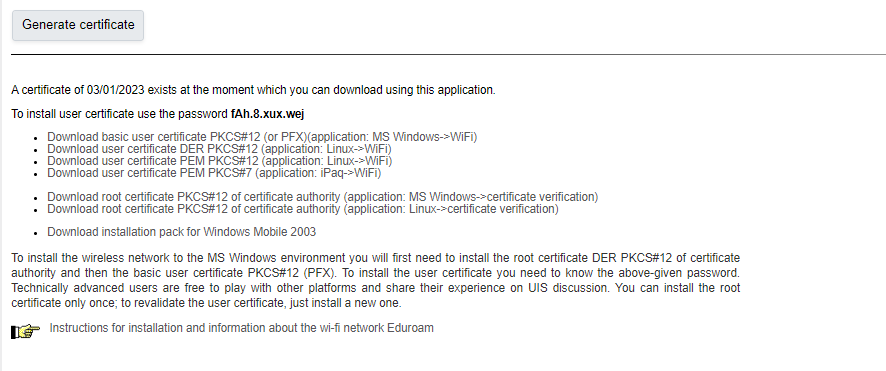 Generate certificate
A certificate of 03/01/2023 exists at the moment which you can download using this application.
To install user certificate use the password fAh.8.xux.wej
Download basic user certificate PKCS#12 (or PFX)(application: MS Windows->WiFi)
Download user certificate DER PKCS#12 (application: Linux->WiFi)
Download user certificate PEM PKCS#12 (application: Linux->WiFi)
Download user certificate PEM PKCS#7 (application: iPaq->WiFi)
Download root certificate PKCS#12 of certificate authority (application: MS Windows->certificate verification)
Download root certificate PKCS#12 of certificate authority (application: Linux->certificate verification)
Download installation pack for Windows Mobile 2003
To install the wireless network to the MS Windows environment you will first need to install the root certificate DER PKCS#12 of certificate
authority and then the basic user certificate PKCS#12 (PFX). To install the user certificate you need to know the above-given password.
Technically advanced users are free to play with other platforms and share their experience on UIS discussion. You can install the root
certificate only once; to revalidate the user certificate, just install a new one.
Instructions for installation and information about the wi-fi network Eduroam